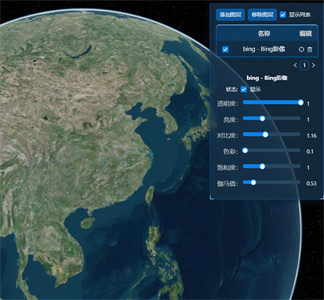 添加图层 移除图层 显示列表
名称 编辑
bing - Bing影像
1
bing - Bing影像
状态: 显示
透明度: 1
亮度: 1
对比度: 1.16
色彩: 0.1
饱和度: 1
伽马值: 0.53